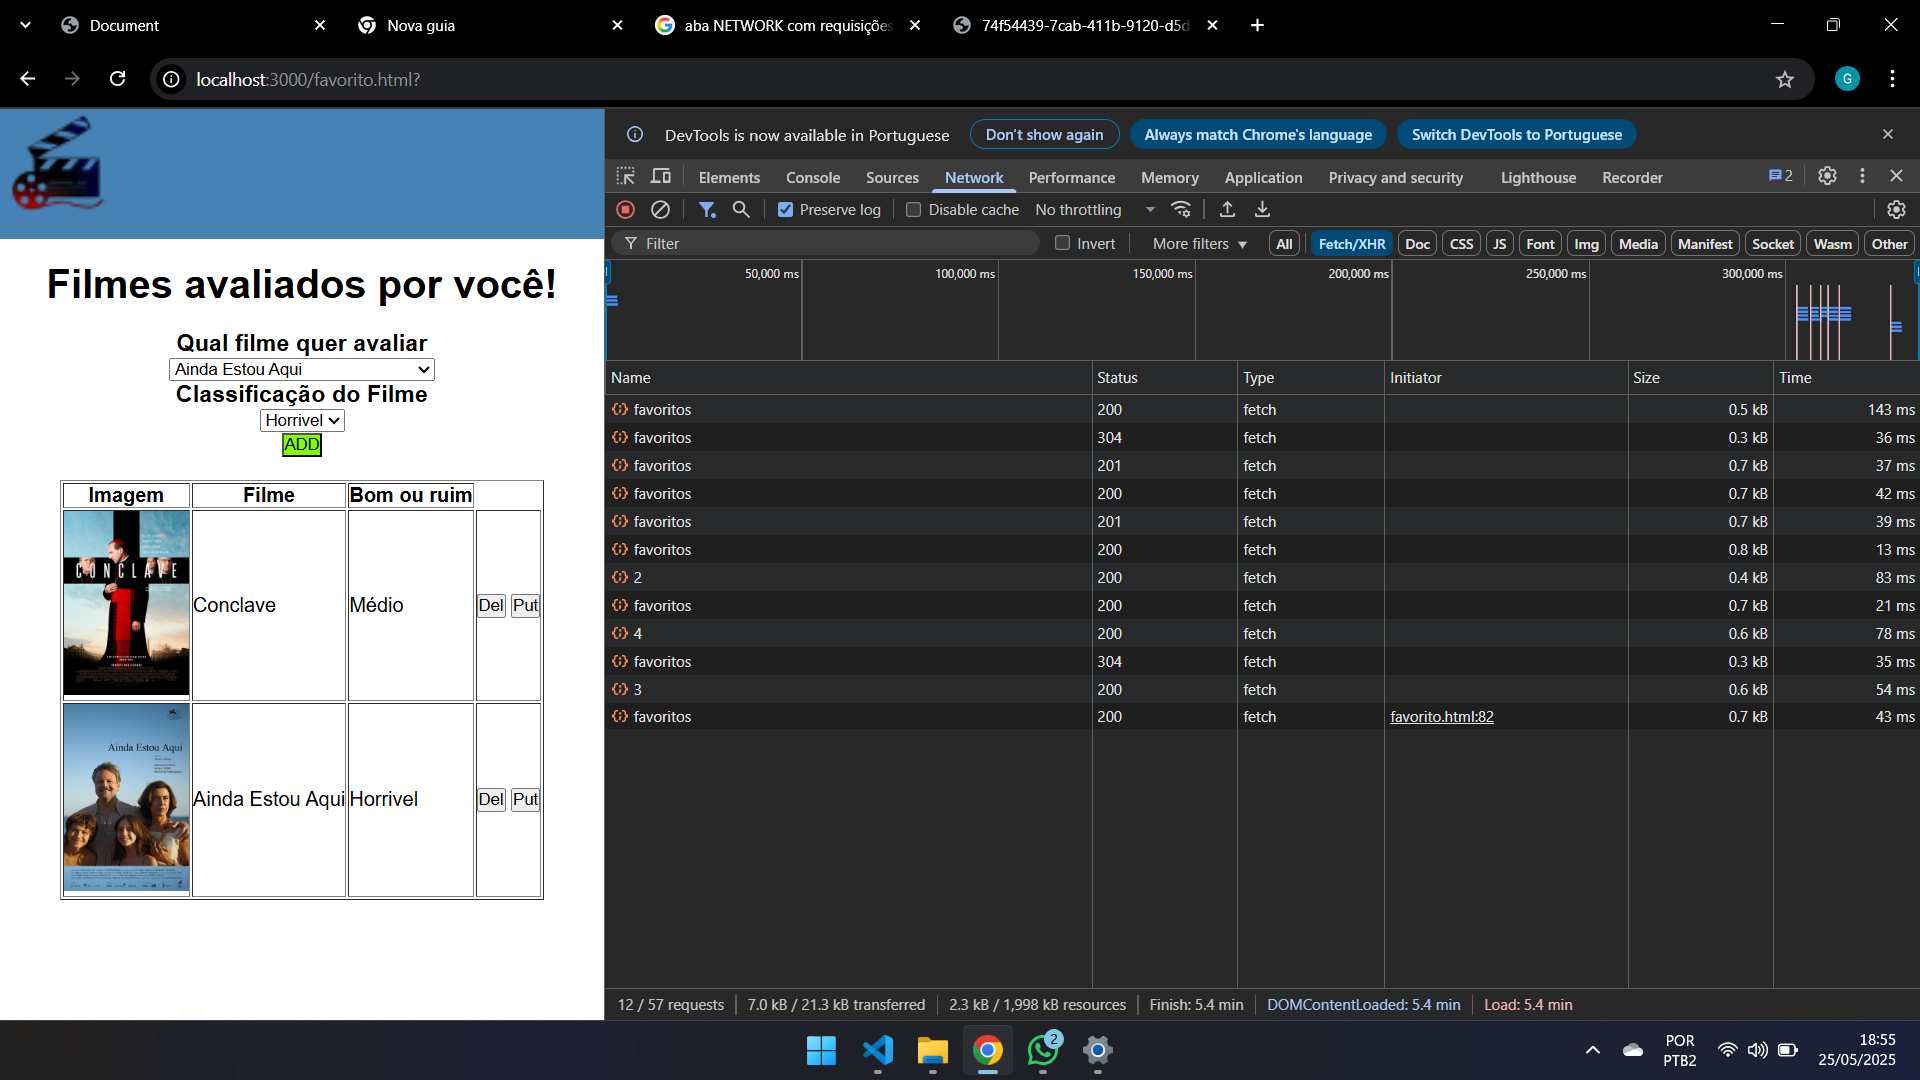 Document
Nova guia
aba NETWORK com requisições
74f54439-7cab-411b-9120-d5d
localhost:3000/favorito.html?
G
DevTools is now available in Portuguese
Don't show again
Always match Chrome's language
Switch DevTools to Portuguese
Elements
Console
Sources
Network
Performance
Memory
Application
Privacy and security
Lighthouse
Recorder
2
Preserve log
Disable cache
No throttling
Filter
Invert
More filters
All
Fetch/XHR
Doc
CSS
JS
Font
Img
Media
Manifest
Socket
Wasm
Other
50,000 ms
100,000 ms
150,000 ms
200,000 ms
250,000 ms
300,000 ms
Name Status Type Initiator Size Time
favoritos 200 fetch 0.5 kB 143 ms
favoritos 304 fetch 0.3 kB 36 ms
favoritos 201 fetch 0.7 kB 37 ms
favoritos 200 fetch 0.7 kB 42 ms
favoritos 201 fetch 0.7 kB 39 ms
favoritos 200 fetch 0.8 kB 13 ms
2 200 fetch 0.4 kB 83 ms
favoritos 200 fetch 0.7 kB 21 ms
4 200 fetch 0.6 kB 78 ms
favoritos 304 fetch 0.3 kB 35 ms
3 200 fetch 0.6 kB 54 ms
favoritos 200 fetch favorito.html:82 0.7 kB 43 ms
12 / 57 requests
7.0 kB / 21.3 kB transferred
2.3 kB / 1,998 kB resources
Finish: 5.4 min
DOMContentLoaded: 5.4 min
Load: 5.4 min
Filmes avaliados por você!
Qual filme quer avaliar
Ainda Estou Aqui
Classificação do Filme
Horrivel
ADD
Imagem Filme Bom ou ruim
CONCLAVE
Conclave Médio Del Put
Ainda Estou Aqui
Ainda Estou Aqui Horrivel Del Put
2
POR
PTB2
18:55
25/05/2025